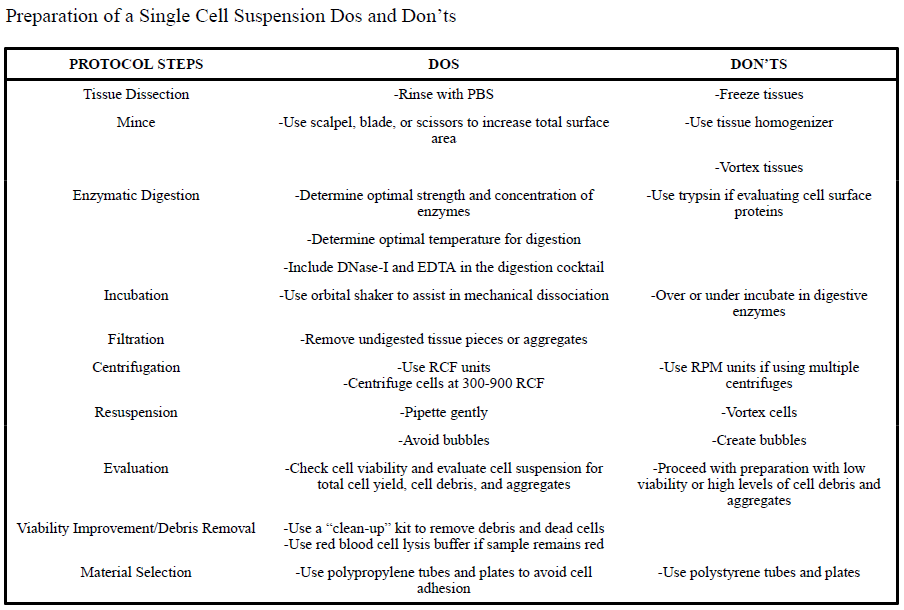 Preparation of a Single Cell Suspension Dos and Don'ts
PROTOCOL STEPS DOS DON'TS
Tissue Dissection -Rinse with PBS -Freeze tissues
Mince -Use scalpel, blade, or scissors to increase total surface -Use tissue homogenizer
area
-Vortex tissues
Enzymatic Digestion -Determine optimal strength and concentration of -Use trypsin if evaluating cell surface
enzymes proteins
-Determine optimal temperature for digestion
-Include DNase-I and EDTA in the digestion cocktail
Incubation -Use orbital shaker to assist in mechanical dissociation -Over or under incubate in digestive
enzymes
Filtration -Remove undigested tissue pieces or aggregates
Centrifugation -Use RCF units -Use RPM units if using multiple
-Centrifuge cells at 300-900 RCF centrifuges
Resuspension -Pipette gently -Vortex cells
-Avoid bubbles -Create bubbles
Evaluation -Check cell viability and evaluate cell suspension for -Proceed with preparation with low
total cell yield, cell debris, and aggregates viability or high levels of cell debris and
aggregates
Viability Improvement/Debris Removal -Use a “clean-up” kit to remove debris and dead cells
-Use red blood cell lysis buffer if sample remains red
Material Selection -Use polypropylene tubes and plates to avoid cell -Use polystyrene tubes and plates
adhesion